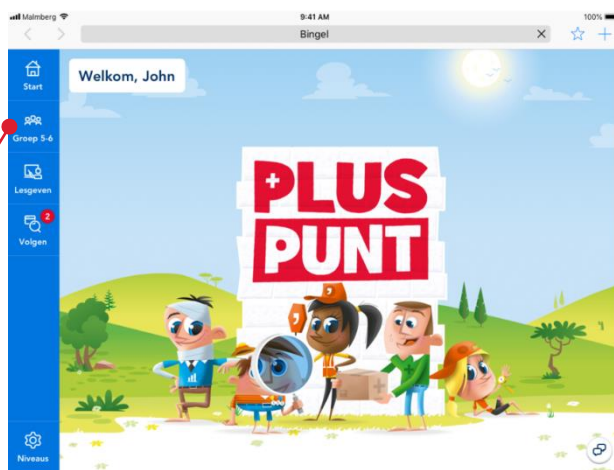 Malmberg
9:41 AM
100%
Bingel
Start
Welkom, John
Groep 5-6
Lesgeven
2
Volgen
PLUS
PUNT
Niveaus